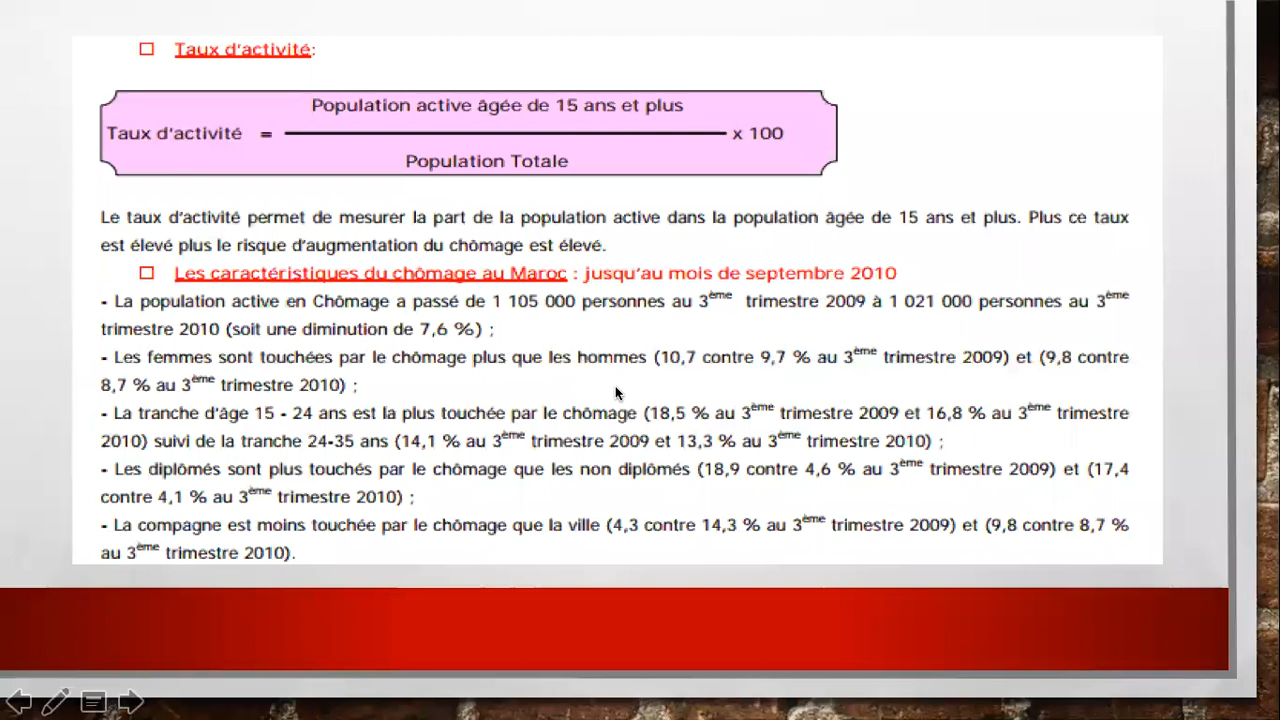 Taux d'activité:
Population active âgée de 15 ans et plus
Taux d'activité = x 100
Population Totale
Le taux d'activité permet de mesurer la part de la population active dans la population âgée de 15 ans et plus. Plus ce taux
est élevé plus le risque d'augmentation du chômage est élevé.
Les caractéristiques du chômage au Maroc : jusqu'au mois de septembre 2010
- La population active en Chômage a passé de 1 105 000 personnes au 3ème trimestre 2009 à 1 021 000 personnes au 3ème
trimestre 2010 (soit une diminution de 7,6 %) ;
- Les femmes sont touchées par le chômage plus que les hommes (10,7 contre 9,7 % au 3ème trimestre 2009) et (9,8 contre
8,7 % au 3ème trimestre 2010) ;
- La tranche d'âge 15 - 24 ans est la plus touchée par le chômage (18,5 % au 3ème trimestre 2009 et 16,8 % au 3ème trimestre
2010) suivi de la tranche 24-35 ans (14,1 % au 3ème trimestre 2009 et 13,3 % au 3ème trimestre 2010) ;
- Les diplômés sont plus touchés par le chômage que les non diplômés (18,9 contre 4,6 % au 3ème trimestre 2009) et (17,4
contre 4,1 % au 3ème trimestre 2010) ;
- La compagne est moins touchée par le chômage que la ville (4,3 contre 14,3 % au 3ème trimestre 2009) et (9,8 contre 8,7 %
au 3ème trimestre 2010).